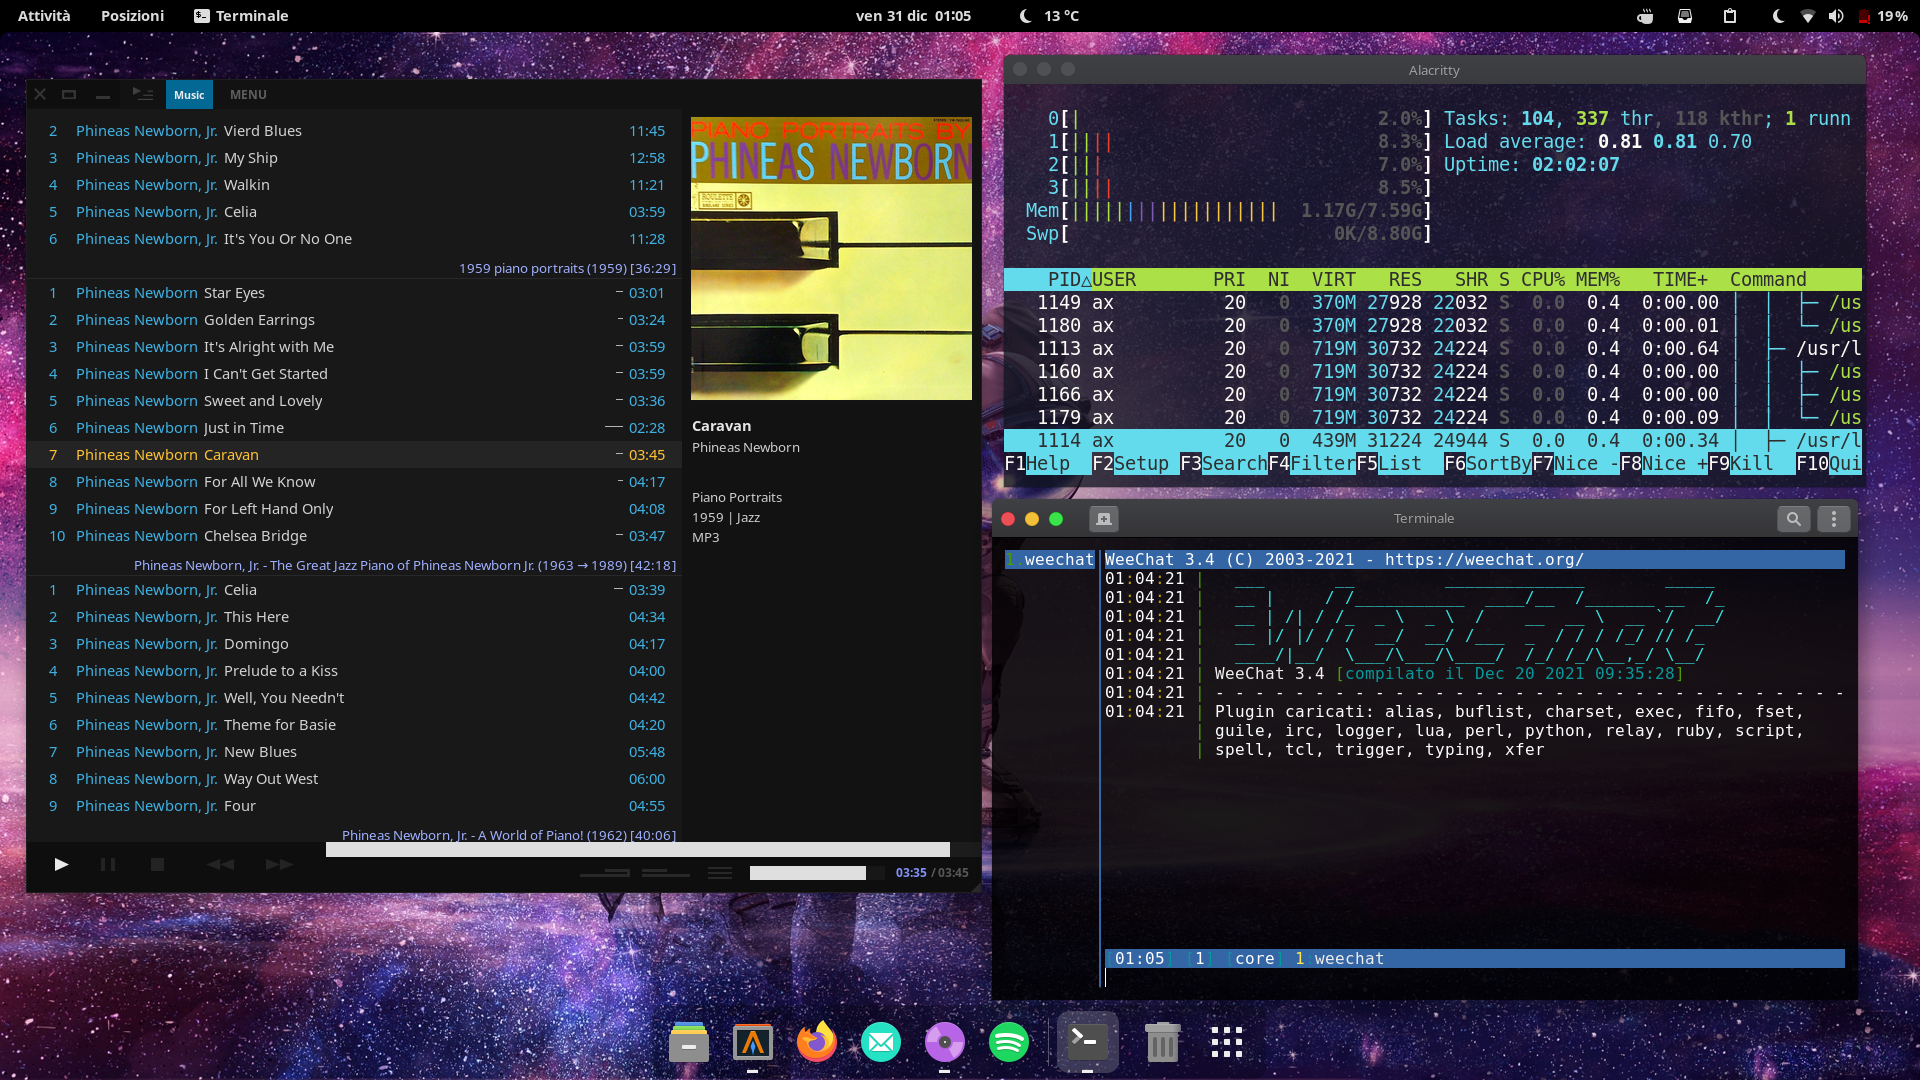 Attività Posizioni Terminale ven 31 dic 01:05 13 °C 19%
Music MENU
2 Phineas Newborn, Jr. Vierd Blues 11:45
3 Phineas Newborn, Jr. My Ship 12:58
4 Phineas Newborn, Jr. Walkin 11:21
5 Phineas Newborn, Jr. Celia 03:59
6 Phineas Newborn, Jr. It's You Or No One 11:28
1959 piano portraits (1959) [36:29]
1 Phineas Newborn Star Eyes 03:01
2 Phineas Newborn Golden Earrings 03:24
3 Phineas Newborn It's Alright with Me 03:59
4 Phineas Newborn I Can't Get Started 03:59
5 Phineas Newborn Sweet and Lovely 03:36
6 Phineas Newborn Just in Time 02:28
7 Phineas Newborn Caravan 03:45
8 Phineas Newborn For All We Know 04:17
9 Phineas Newborn For Left Hand Only 04:08
10 Phineas Newborn Chelsea Bridge 03:47
Phineas Newborn, Jr. - The Great Jazz Piano of Phineas Newborn Jr. (1963 → 1989) [42:18]
1 Phineas Newborn, Jr. Celia 03:39
2 Phineas Newborn, Jr. This Here 04:34
3 Phineas Newborn, Jr. Domingo 04:17
4 Phineas Newborn, Jr. Prelude to a Kiss 04:00
5 Phineas Newborn, Jr. Well, You Needn't 04:42
6 Phineas Newborn, Jr. Theme for Basie 04:20
7 Phineas Newborn, Jr. New Blues 05:48
8 Phineas Newborn, Jr. Way Out West 06:00
9 Phineas Newborn, Jr. Four 04:55
Phineas Newborn, Jr. - A World of Piano! (1962) [40:06]
PIANO PORTRAITS BY
PHINEAS NEWBORN
ROULETTE
Caravan
Phineas Newborn
Piano Portraits
1959 | Jazz
MP3
03:35 / 03:45
Alacritty
0[| 2.0%] Tasks: 104, 337 thr, 118 kthr; 1 runn
1[|||| 8.3%] Load average: 0.81 0.81 0.70
2[||| 7.0%] Uptime: 02:02:07
3[|||| 8.5%]
Mem[||||||||||||||||||| 1.17G/7.59G]
Swp[ 0K/8.80G]
PID△USER PRI NI VIRT RES SHR S CPU% MEM% TIME+ Command
1149 ax 20 0 370M 27928 22032 S 0.0 0.4 0:00.00 │ │ ├─ /us
1180 ax 20 0 370M 27928 22032 S 0.0 0.4 0:00.01 │ │ └─ /us
1113 ax 20 0 719M 30732 24224 S 0.0 0.4 0:00.64 │ ├─ /usr/l
1160 ax 20 0 719M 30732 24224 S 0.0 0.4 0:00.00 │ │ ├─ /us
1166 ax 20 0 719M 30732 24224 S 0.0 0.4 0:00.00 │ │ ├─ /us
1179 ax 20 0 719M 30732 24224 S 0.0 0.4 0:00.09 │ │ └─ /us
1114 ax 20 0 439M 31224 24944 S 0.0 0.4 0:00.34 │ ├─ /usr/l
F1Help F2Setup F3SearchF4FilterF5List F6SortByF7Nice -F8Nice +F9Kill F10Qui
Terminale
1.weechat
WeeChat 3.4 (C) 2003-2021 - https://weechat.org/
01:04:21 |
01:04:21 |
01:04:21 |
01:04:21 |
01:04:21 |
WeeChat
01:04:21 | WeeChat 3.4 [compilato il Dec 20 2021 09:35:28]
01:04:21 | - - - - - - - - - - - - - - - - - - - - - - - - - - - - - - - -
01:04:21 | Plugin caricati: alias, buflist, charset, exec, fifo, fset,
| guile, irc, logger, lua, perl, python, relay, ruby, script,
| spell, tcl, trigger, typing, xfer
[01:05] [1] [core] 1:weechat